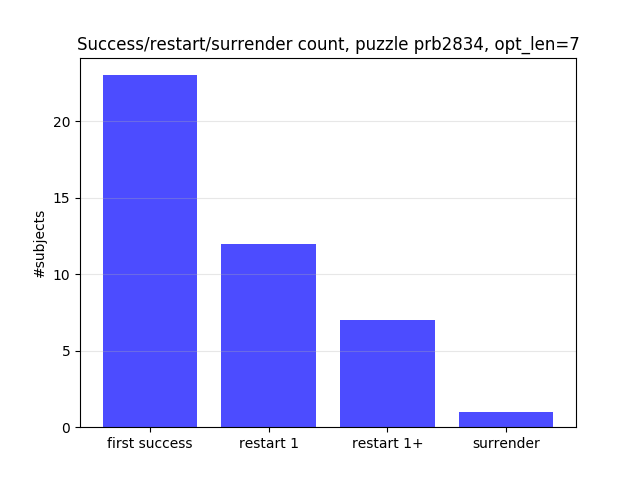 Success/restart/surrender count, puzzle prb2834, opt_len=7
#subjects
20
15
10
5
0
first success
restart 1
restart 1+
surrender